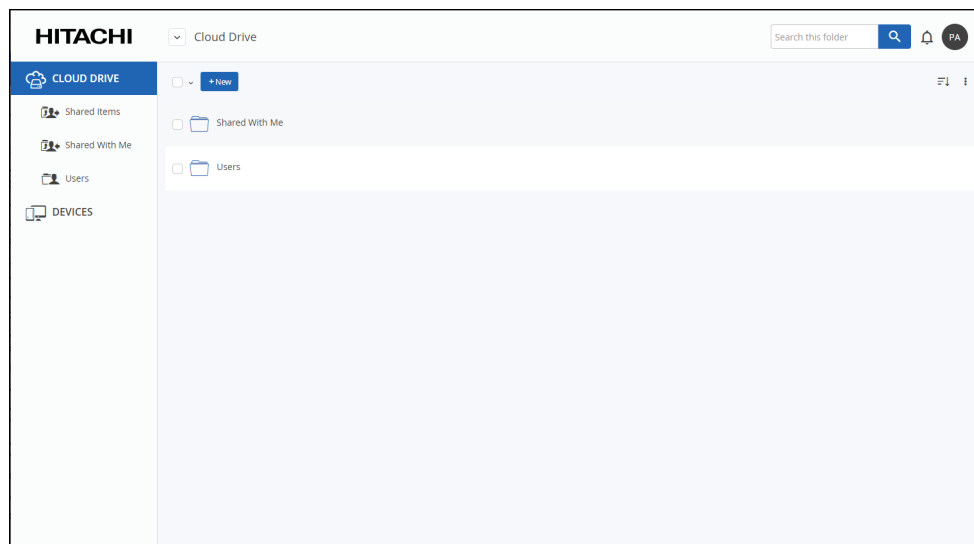 HITACHI
Cloud Drive
Search this folder
PA
CLOUD DRIVE
+ New
Shared Items
Shared With Me
Shared With Me
Users
Users
DEVICES